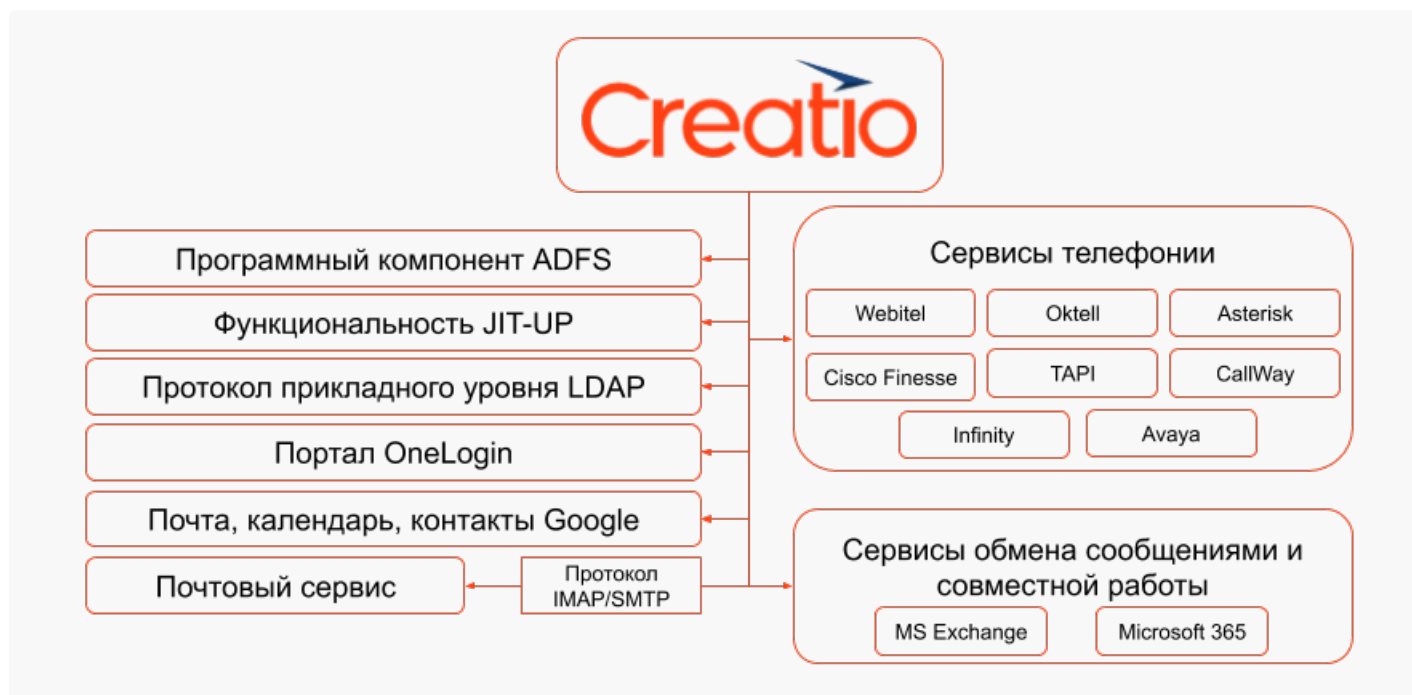 Creatio
Программный компонент ADFS
Функциональность JIT-UP
Протокол прикладного уровня LDAP
Портал OneLogin
Почта, календарь, контакты Google
Почтовый сервис
Протокол
IMAP/SMTP
Сервисы телефонии
Webitel
Oktell
Asterisk
Cisco Finesse
TAPI
CallWay
Infinity
Avaya
Сервисы обмена сообщениями и
совместной работы
MS Exchange
Microsoft 365